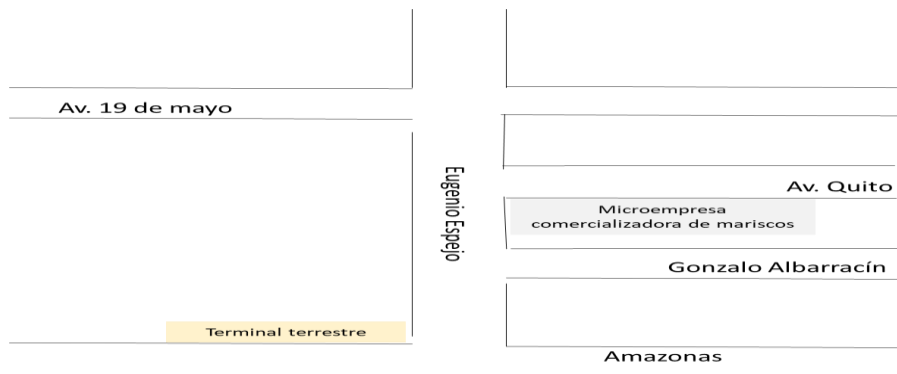 Av. 19 de mayo
Eugenio Espejo
Av. Quito
Microempresa
comercializadora de mariscos
Gonzalo Albarracín
Terminal terrestre
Amazonas